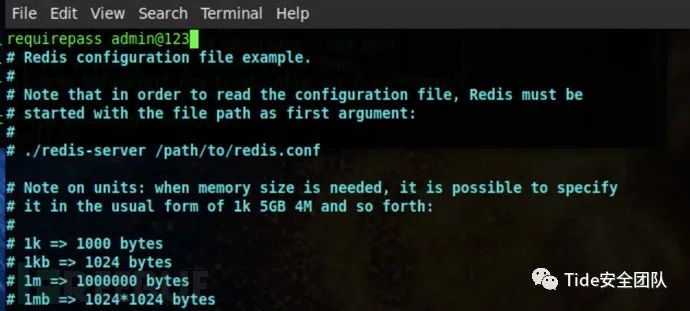 File Edit View Search Terminal Help
requirepass admin@123
# Redis configuration file example.
#
# Note that in order to read the configuration file, Redis must be
# started with the file path as first argument:
#
# ./redis-server /path/to/redis.conf
# Note on units: when memory size is needed, it is possible to specify
# it in the usual form of 1k 5GB 4M and so forth:
#
# 1k => 1000 bytes
# 1kb => 1024 bytes
# 1m => 1000000 bytes
# 1mb => 1024*1024 bytes
Tide安全团队